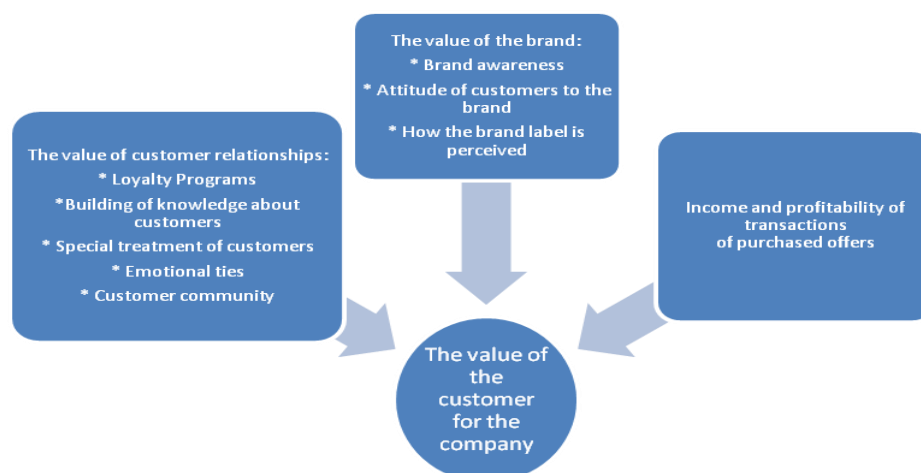 The value of the brand:
* Brand awareness
* Attitude of customers to the
brand
* How the brand label is
perceived
The value of customer relationships:
* Loyalty Programs
*Building of knowledge about
customers
* Special treatment of customers
* Emotional ties
* Customer community
Income and profitability of
transactions
of purchased offers
The value of
the
customer
for the
company